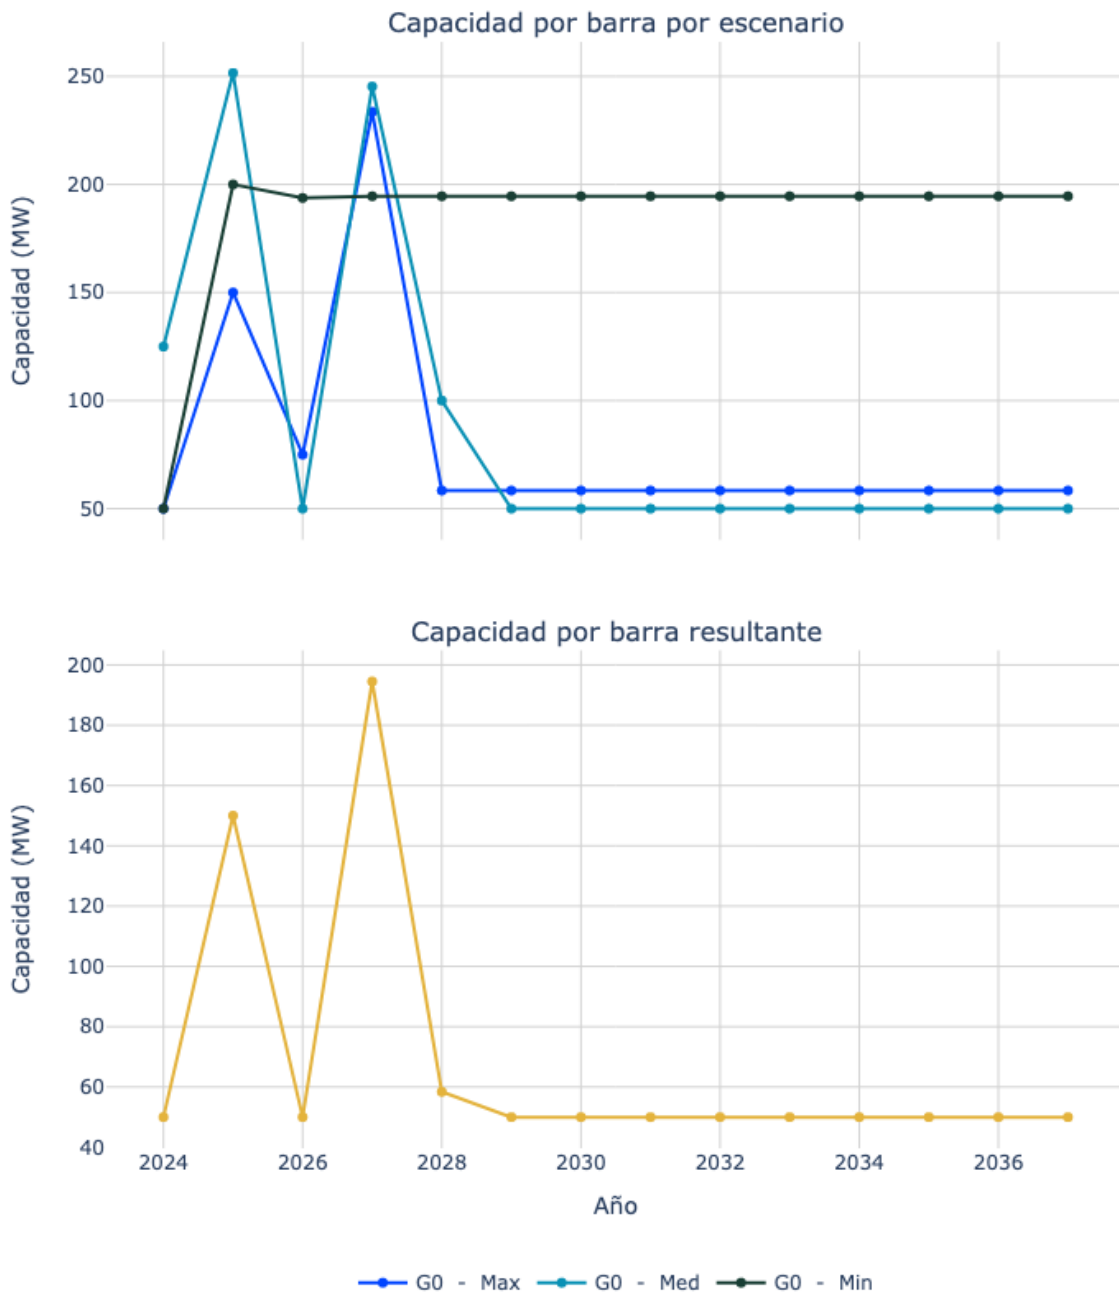 Capacidad por barra por escenario
Capacidad (MW)
250
200
150
100
50
Capacidad por barra resultante
Capacidad (MW)
200
180
160
140
120
100
80
60
40
2024 2026 2028 2030 2032 2034 2036
Año
G0 - Max G0 - Med G0 - Min